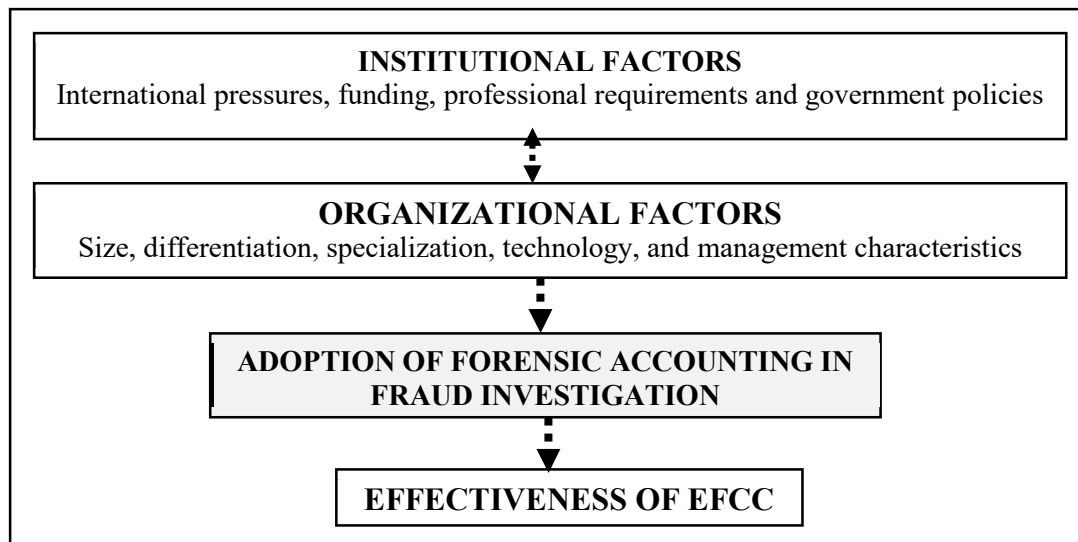 INSTITUTIONAL FACTORS
International pressures, funding, professional requirements and government policies
ORGANIZATIONAL FACTORS
Size, differentiation, specialization, technology, and management characteristics
ADOPTION OF FORENSIC ACCOUNTING IN
FRAUD INVESTIGATION
EFFECTIVENESS OF EFCC